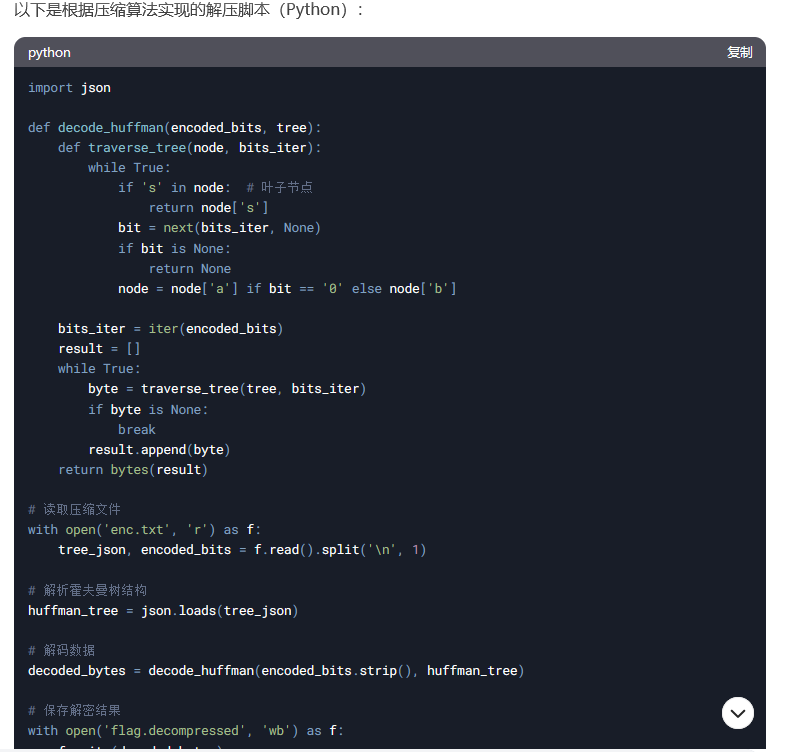 以下是根据压缩算法实现的解压脚本（Python）：
python
复制
import json
def decode_huffman(encoded_bits, tree):
    def traverse_tree(node, bits_iter):
        while True:
            if 's' in node:  # 叶子节点
                return node['s']
            bit = next(bits_iter, None)
            if bit is None:
                return None
            node = node['a'] if bit == '0' else node['b']
    bits_iter = iter(encoded_bits)
    result = []
    while True:
        byte = traverse_tree(tree, bits_iter)
        if byte is None:
            break
        result.append(byte)
    return bytes(result)
# 读取压缩文件
with open('enc.txt', 'r') as f:
    tree_json, encoded_bits = f.read().split('\n', 1)
# 解析霍夫曼树结构
huffman_tree = json.loads(tree_json)
# 解码数据
decoded_bytes = decode_huffman(encoded_bits.strip(), huffman_tree)
# 保存解密结果
with open('flag.decompressed', 'wb') as f: